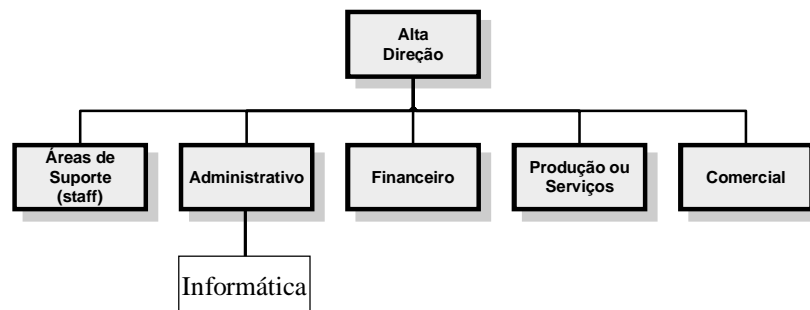 Alta
Direção
Áreas de
Suporte
(staff)
Administrativo
Financeiro
Produção ou
Serviços
Comercial
Informática